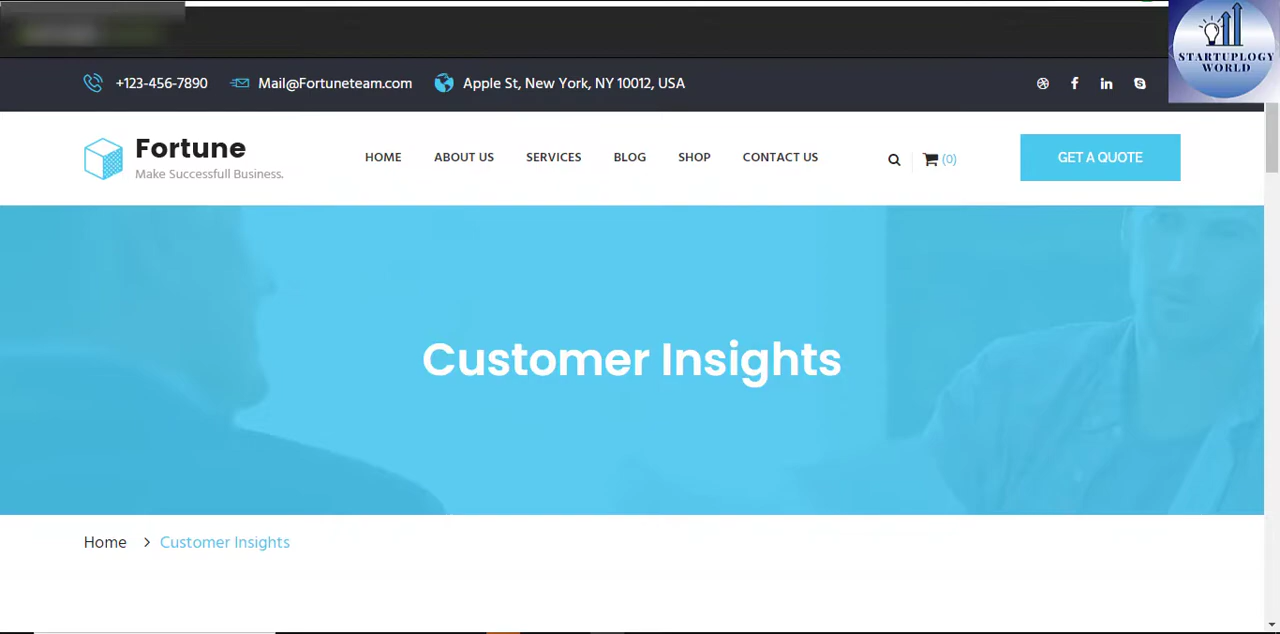 STARTUPLOGY
WORLD
+123-456-7890 Mail@Fortuneteam.com Apple St, New York, NY 10012, USA
Fortune
Make Successfull Business.
HOME ABOUT US SERVICES BLOG SHOP CONTACT US (0) GET A QUOTE
Customer Insights
Home > Customer Insights